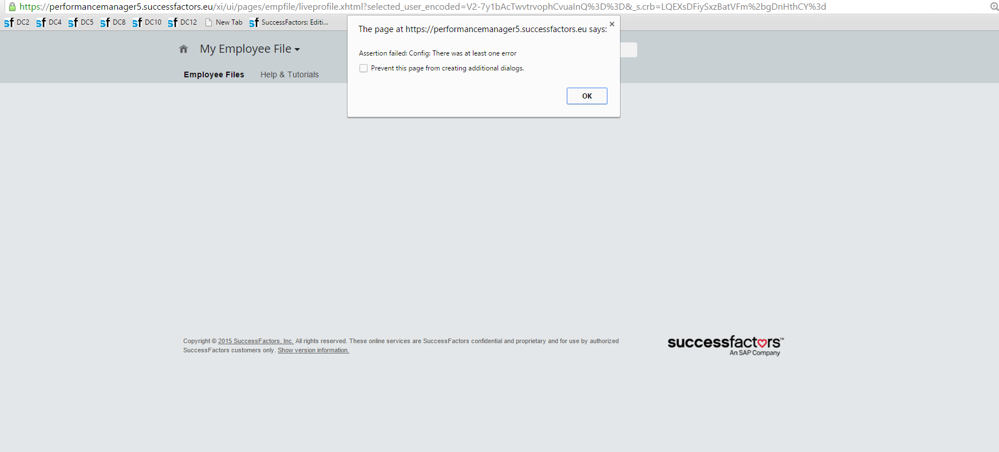 https://performancemanager5.successfactors.eu/xi/ui/pages/empfile/liveprofile.xhtml?selected_user_encoded=V2-7y1bAcTwvtrvophCvuaInQ%3D%3D&_s.crb=LQEXsDFiySxzBatVFm%2bgDnHthCY%3d
sf DC2 sf DC4 sf DC5 sf DC8 sf DC10 sf DC12 New Tab sf SuccessFactors: Editi...
The page at https://performancemanager5.successfactors.eu says:
Assertion failed: Config: There was at least one error
Prevent this page from creating additional dialogs.
OK
My Employee File
Employee Files Help & Tutorials
Copyright © 2015 SuccessFactors, Inc. All rights reserved. These online services are SuccessFactors confidential and proprietary and for use by authorized
SuccessFactors customers only. Show version information.
successfactors™
An SAP Company